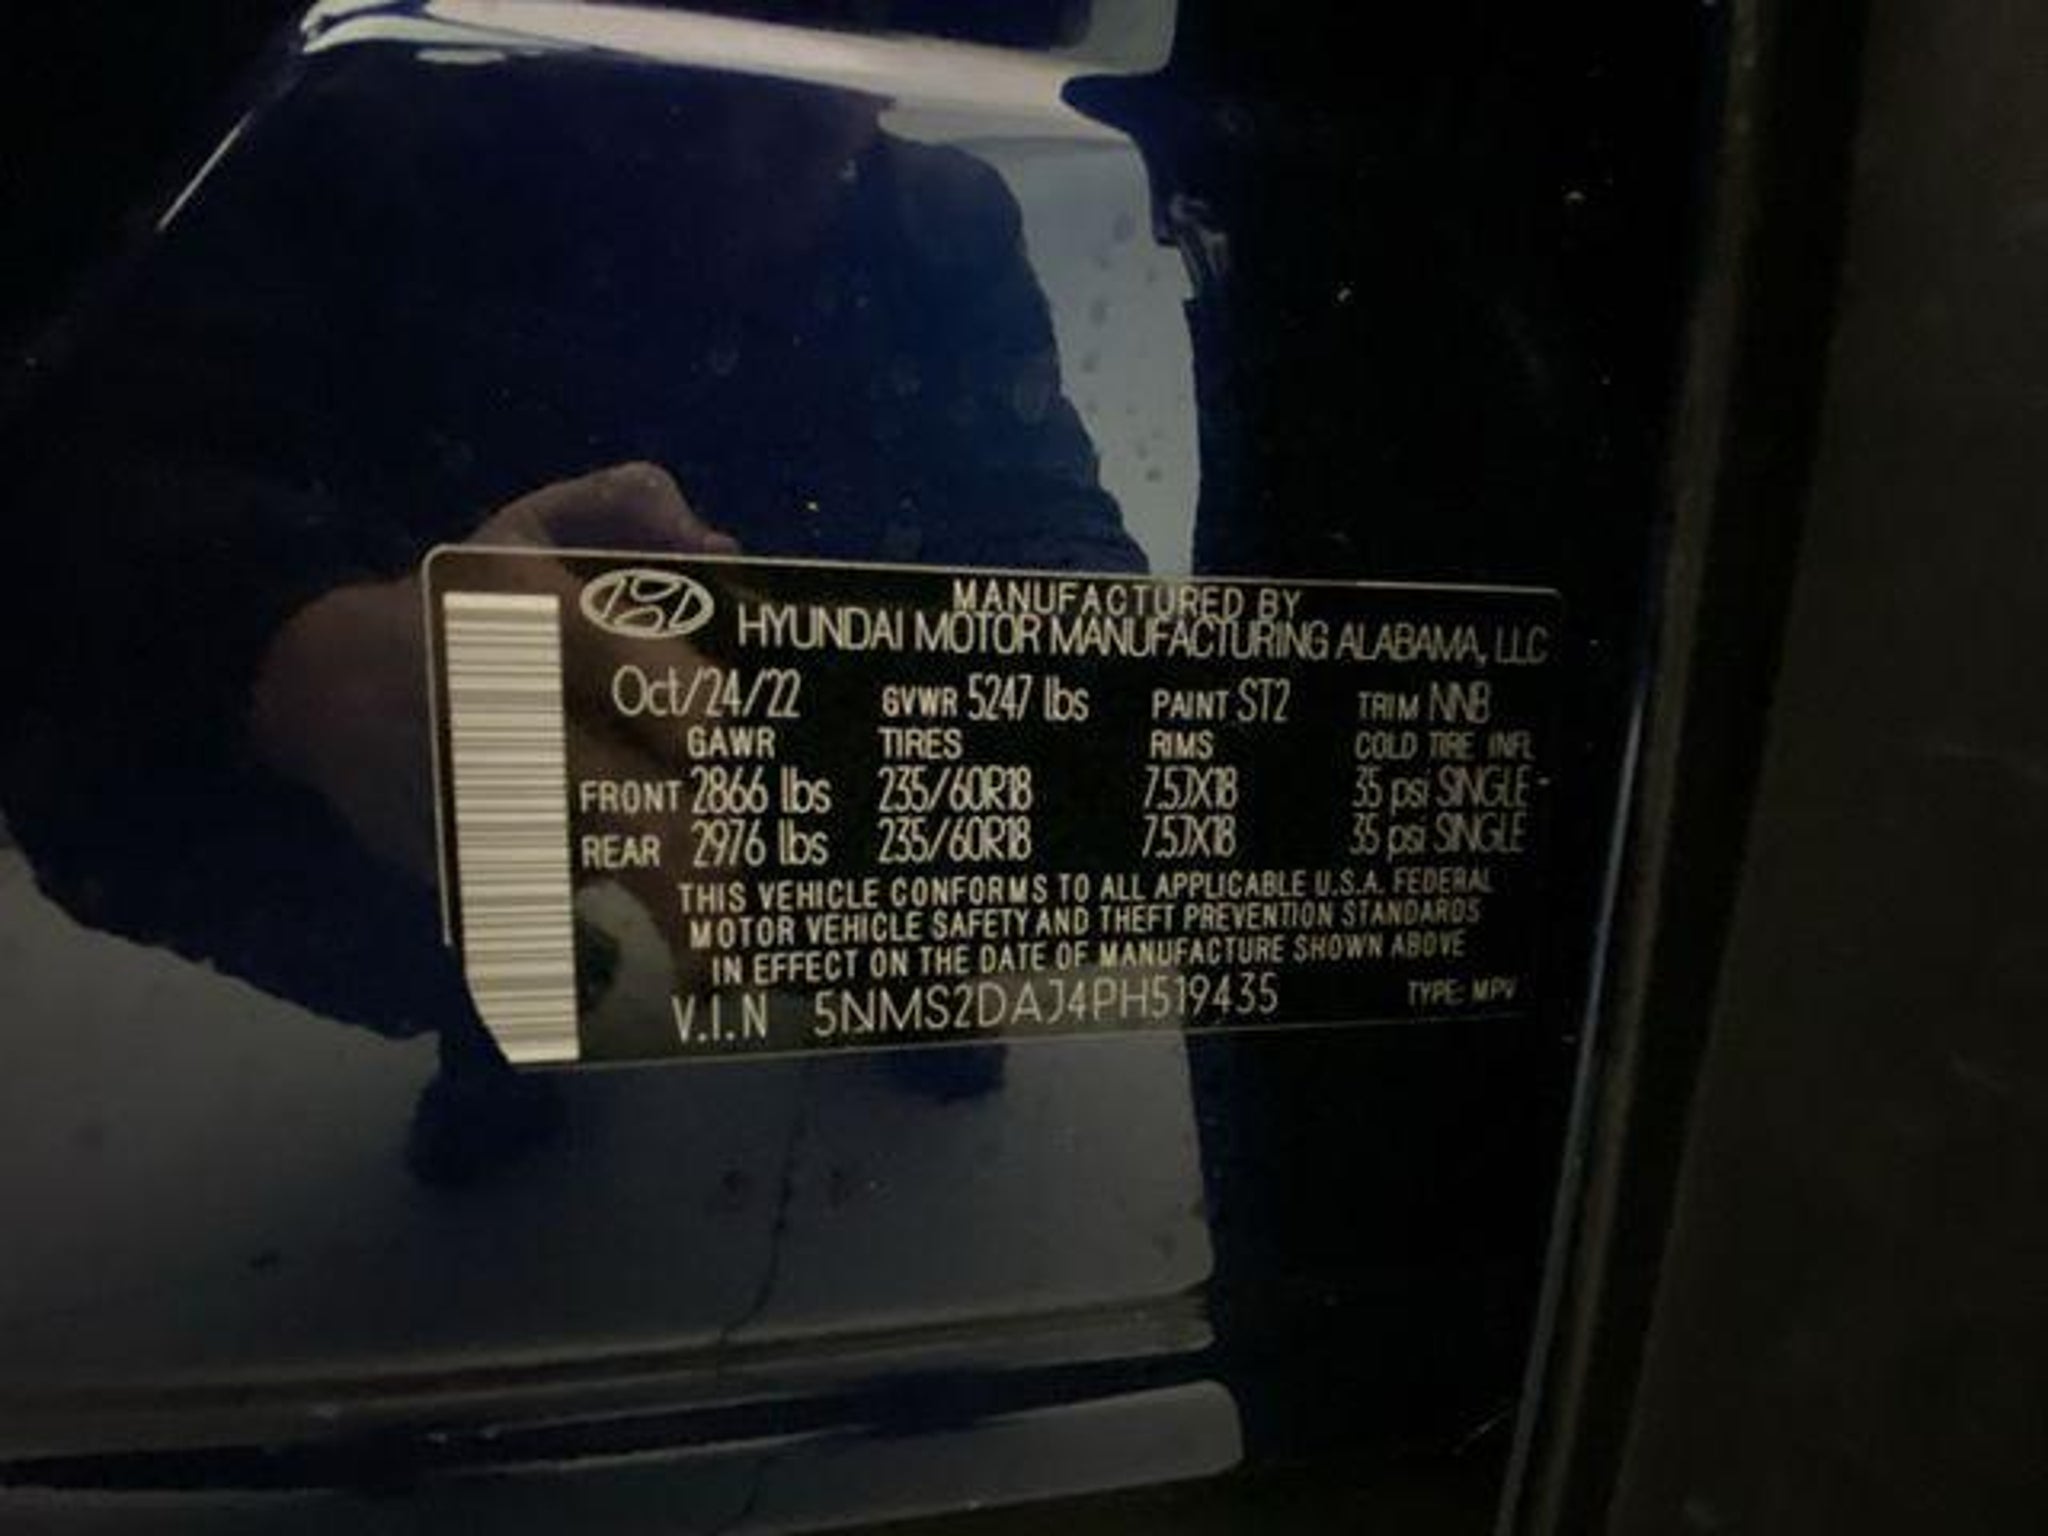 MANUFACTURED BY
HYUNDAI MOTOR MANUFACTURING ALABAMA, LLC
Oct/24/22 GVWR 5247 lbs PAINT ST2 TRIM NNB
GAWR TIRES RIMS COLD TIRE INFL
FRONT 2866 lbs 235/60R18 7.5JX18 35 psi SINGLE
REAR 2976 lbs 235/60R18 7.5JX18 35 psi SINGLE
THIS VEHICLE CONFORMS TO ALL APPLICABLE U.S.A. FEDERAL
MOTOR VEHICLE SAFETY AND THEFT PREVENTION STANDARDS
IN EFFECT ON THE DATE OF MANUFACTURE SHOWN ABOVE
V.I.N 5NMS2DAJ4PH519435 TYPE: MPV